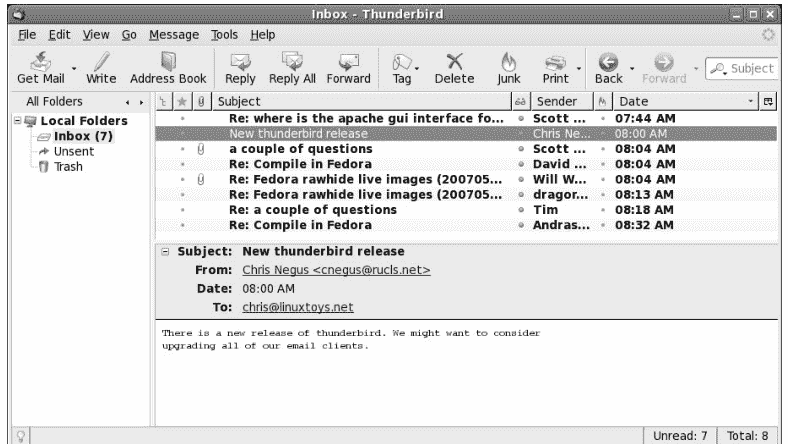 Inbox - Thunderbird
File Edit View Go Message Tools Help
Get Mail Write Address Book Reply Reply All Forward Tag Delete Junk Print Back Forward Subject
All Folders Subject Sender Date
Local Folders
Inbox (7)
Unsent
Trash
Re: where is the apache gui interface fo... Scott ... 07:44 AM
New thunderbird release Chris Ne... 08:00 AM
a couple of questions Scott ... 08:04 AM
Re: Compile in Fedora David ... 08:04 AM
Re: Fedora rawhide live images (200705... Will W... 08:04 AM
Re: Fedora rawhide live images (200705... dragor... 08:13 AM
Re: a couple of questions Tim 08:18 AM
Re: Compile in Fedora Andras... 08:32 AM
Subject: New thunderbird release
From: Chris Negus <cnegus@rucls.net>
Date: 08:00 AM
To: chris@linuxtoys.net
There is a new release of thunderbird. We might want to consider
upgrading all of our email clients.
Unread: 7 Total: 8